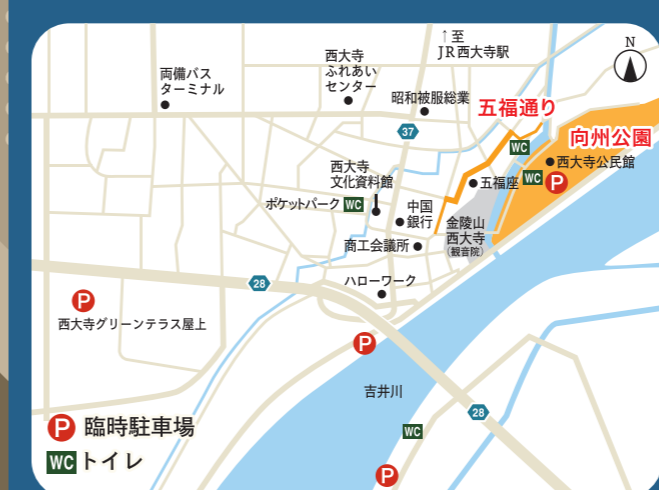 ↑至
JR西大寺駅
N
西大寺
ふれあい
センター
両備バス
ターミナル
昭和被服総業
五福通り
37
向州公園
WC
西大寺公民館
西大寺
文化資料館
WC
P
五福座
ポケットパーク WC
中国
銀行
金陵山
西大寺
(観音院)
商工会議所
ハローワーク
28
P
西大寺グリーンテラス屋上
P
吉井川
28
P 臨時駐車場
WC
WC トイレ
P